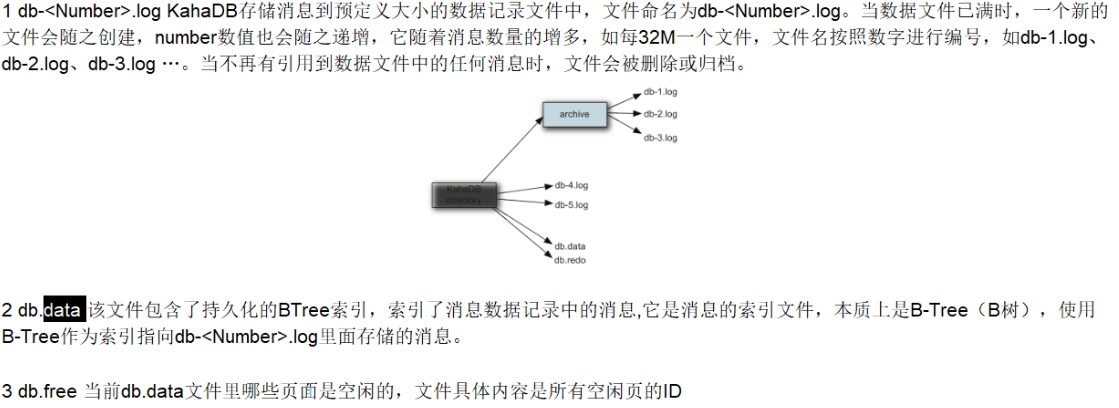 1 db-<Number>.log KahaDB存储消息到预定义大小的数据记录文件中，文件命名为db-<Number>.log。当数据文件已满时，一个新的
文件会随之创建，number数值也会随之递增，它随着消息数量的增多，如每32M一个文件，文件名按照数字进行编号，如db-1.log、
db-2.log、db-3.log …。当不再有引用到数据文件中的任何消息时，文件会被删除或归档。
db-1.log
archive
db-2.log
db-3.log
KahaDB
directory
db-4.log
db-5.log
db.data
db.redo
2 db.data 该文件包含了持久化的BTree索引，索引了消息数据记录中的消息,它是消息的索引文件，本质上是B-Tree（B树），使用
B-Tree作为索引指向db-<Number>.log里面存储的消息。
3 db.free 当前db.data文件里哪些页面是空闲的，文件具体内容是所有空闲页的ID